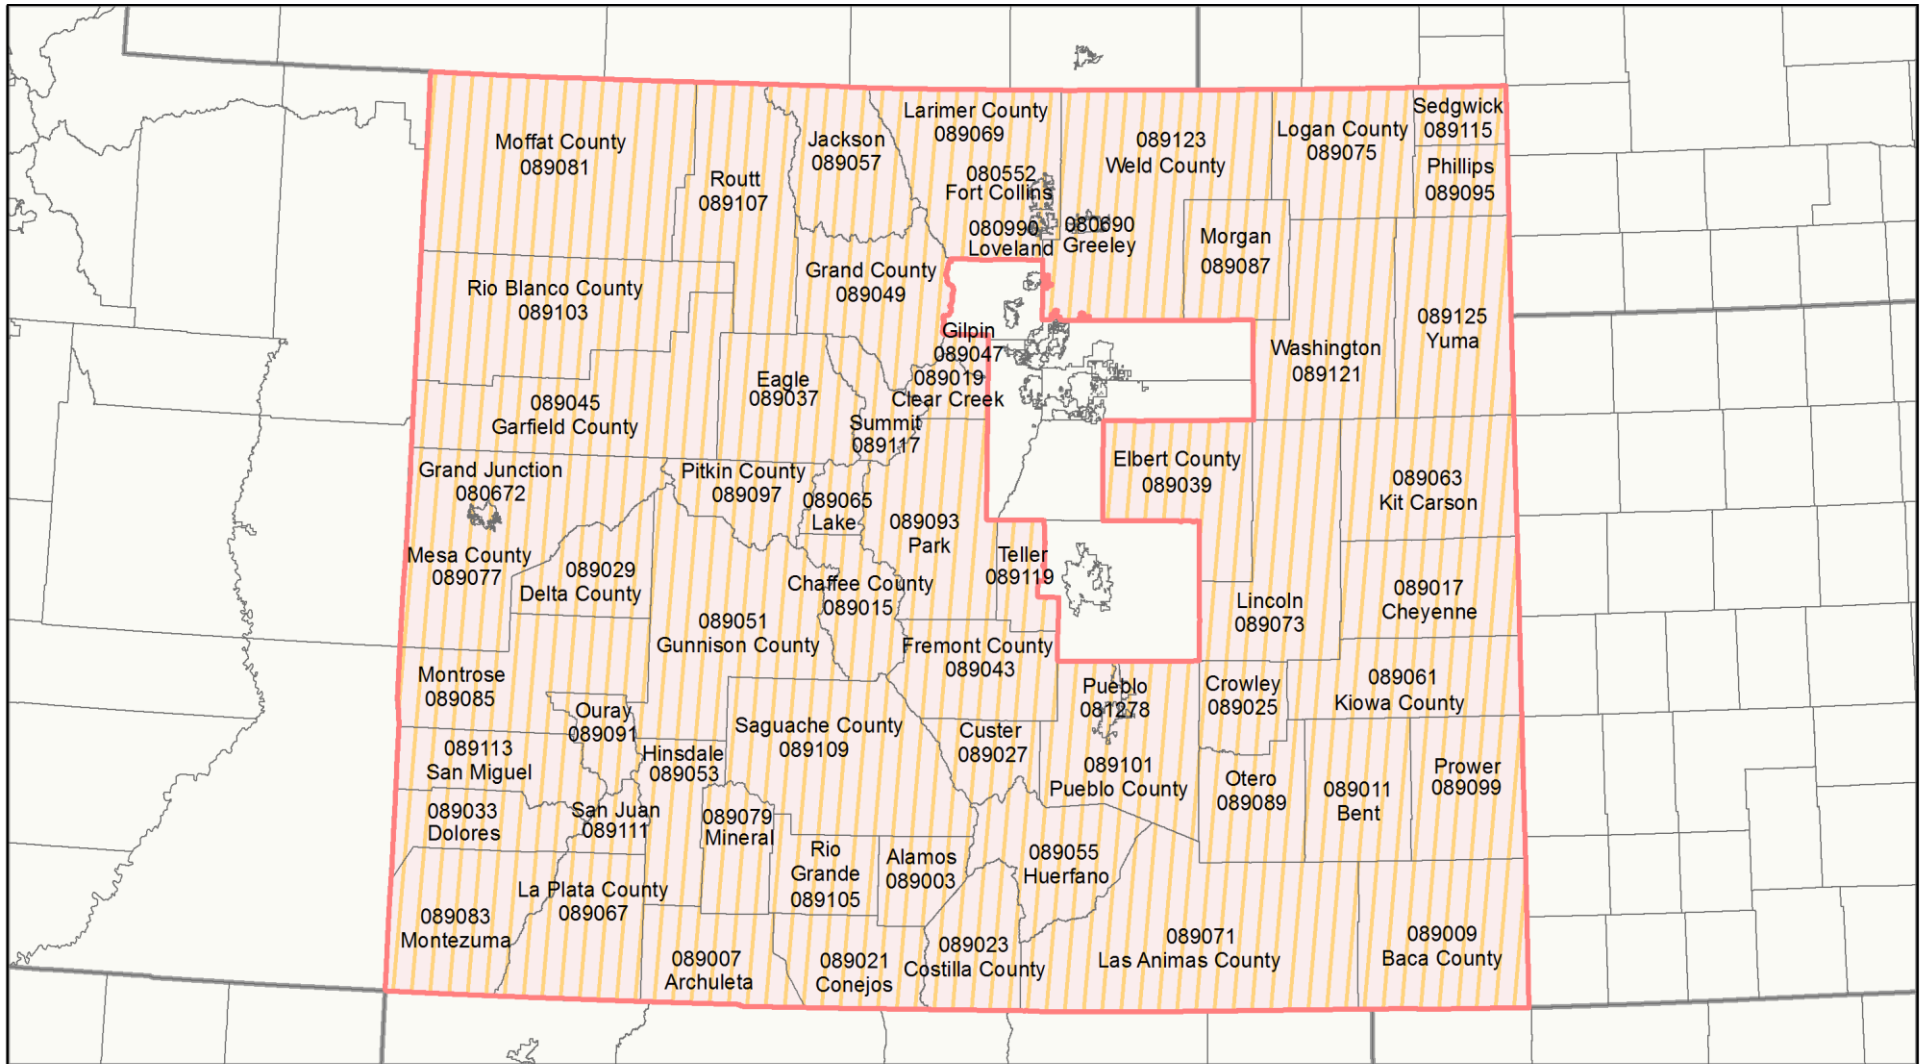 Moffat County
089081
Routt
089107
Jackson
089057
Larimer County
089069
080552
Fort Collins
080990
Loveland
089123
Weld County
080690
Greeley
Logan County
089075
Sedgwick
089115
Phillips
089095
Morgan
089087
Rio Blanco County
089103
Grand County
089049
Gilpin
089047
089019
Clear Creek
Washington
089121
089125
Yuma
089045
Garfield County
Eagle
089037
Summit
089117
Grand Junction
080672
Pitkin County
089097
089065
Lake
089093
Park
Elbert County
089039
089063
Kit Carson
Mesa County
089077
089029
Delta County
Chaffee County
089015
Teller
089119
089051
Gunnison County
Lincoln
089073
089017
Cheyenne
Fremont County
089043
Montrose
089085
Ouray
089091
Pueblo
081278
Crowley
089025
089061
Kiowa County
089113
San Miguel
Hinsdale
089053
Saguache County
089109
Custer
089027
089101
Pueblo County
Otero
089089
089011
Bent
Prower
089099
089033
Dolores
San Juan
089111
089079
Mineral
Rio
Grande
089105
Alamos
089003
089055
Huerfano
La Plata County
089067
089083
Montezuma
089007
Archuleta
089021
Conejos
089023
Costilla County
089071
Las Animas County
089009
Baca County